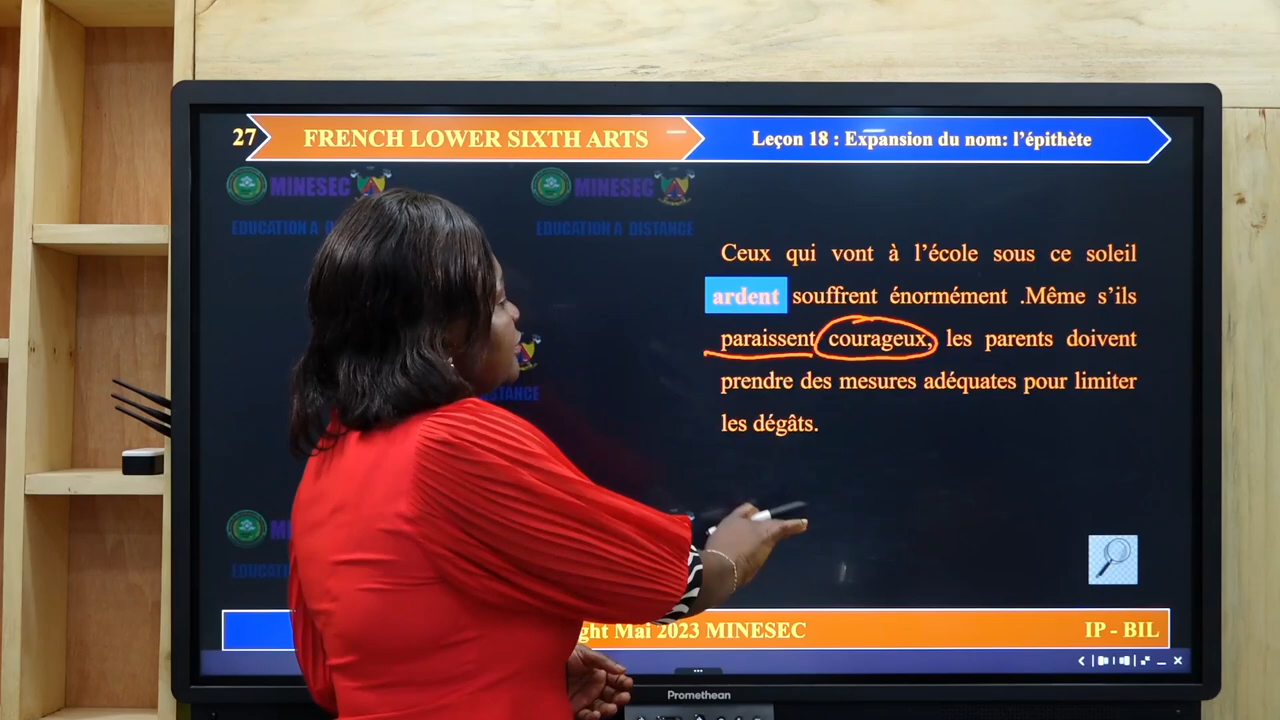 27 FRENCH LOWER SIXTH ARTS Leçon 18 : Expansion du nom: l’épithète
MINESEC MINESEC
EDUCATION A EDUCATION A DISTANCE
Ceux qui vont à l’école sous ce soleil
ardent souffrent énormément .Même s’ils
paraissent courageux, les parents doivent
prendre des mesures adéquates pour limiter
les dégâts.
Mai 2023 MINESEC IP - BIL
Promethean